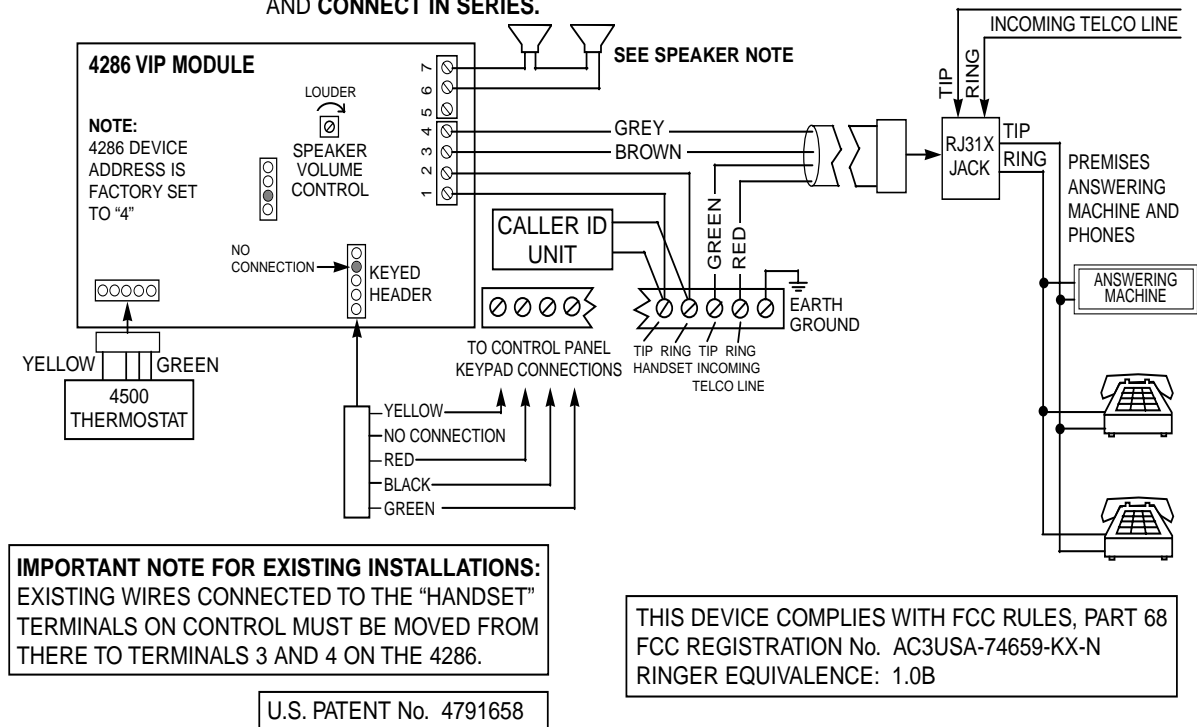 AND CONNECT IN SERIES.
4286 VIP MODULE
NOTE:
4286 DEVICE
ADDRESS IS
FACTORY SET
TO “4”
LOUDER
SPEAKER
VOLUME
CONTROL
NO
CONNECTION
KEYED
HEADER
7
6
5
4
3
2
1
SEE SPEAKER NOTE
GREY
BROWN
GREEN
RED
CALLER ID
UNIT
INCOMING TELCO LINE
TIP
RING
RJ31X
JACK
TIP
RING
PREMISES
ANSWERING
MACHINE AND
PHONES
ANSWERING
MACHINE
EARTH
GROUND
TIP RING TIP RING
HANDSET INCOMING
TELCO LINE
TO CONTROL PANEL
KEYPAD CONNECTIONS
YELLOW
GREEN
4500
THERMOSTAT
YELLOW
NO CONNECTION
RED
BLACK
GREEN
IMPORTANT NOTE FOR EXISTING INSTALLATIONS:
EXISTING WIRES CONNECTED TO THE “HANDSET”
TERMINALS ON CONTROL MUST BE MOVED FROM
THERE TO TERMINALS 3 AND 4 ON THE 4286.
U.S. PATENT No. 4791658
THIS DEVICE COMPLIES WITH FCC RULES, PART 68
FCC REGISTRATION No. AC3USA-74659-KX-N
RINGER EQUIVALENCE: 1.0B